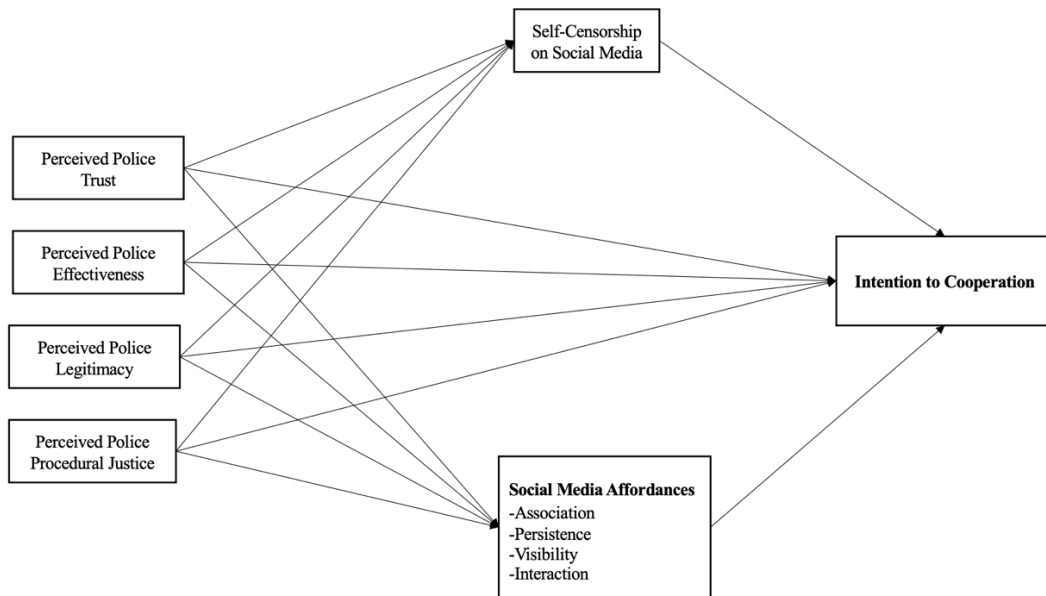 Self-Censorship
on Social Media
Perceived Police
Trust
Perceived Police
Effectiveness
Perceived Police
Legitimacy
Perceived Police
Procedural Justice
Intention to Cooperation
Social Media Affordances
-Association
-Persistence
-Visibility
-Interaction